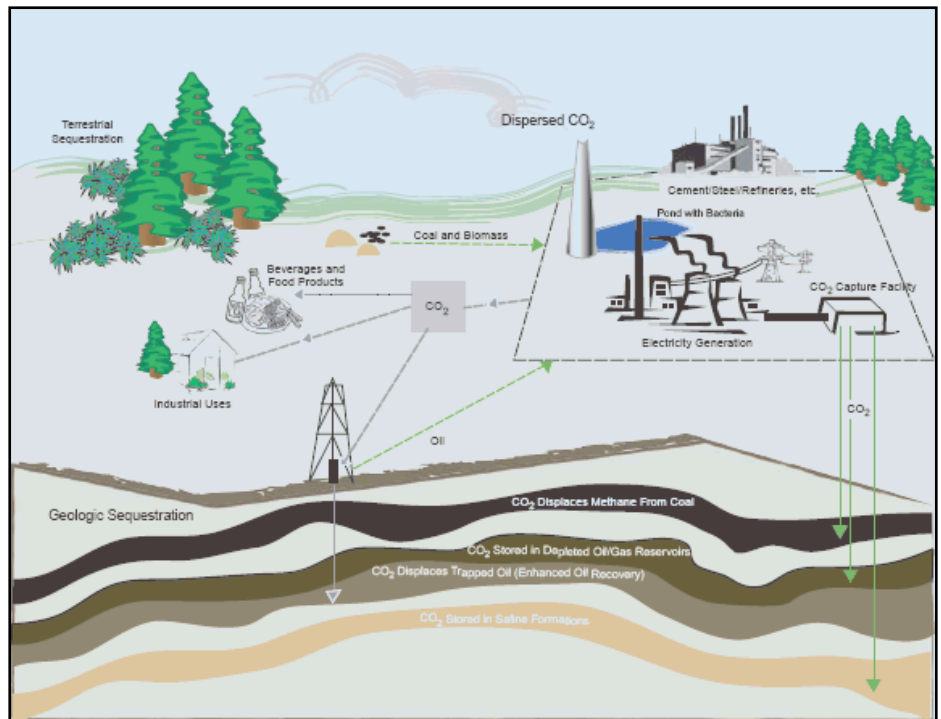 Terrestrial
Sequestration
Dispersed CO₂
Cement/Steel/Refineries, etc.
Pond with Bacteria
Coal and Biomass
Beverages and
Food Products
CO₂
CO₂ Capture Facility
Electricity Generation
Industrial Uses
CO₂
Oil
Geologic Sequestration
CO₂ Displaces Methane From Coal
CO₂ Stored in Depleted Oil/Gas Reservoirs
CO₂ Displaces Trapped Oil (Enhanced Oil Recovery)
CO₂ Stored in Saline Formations